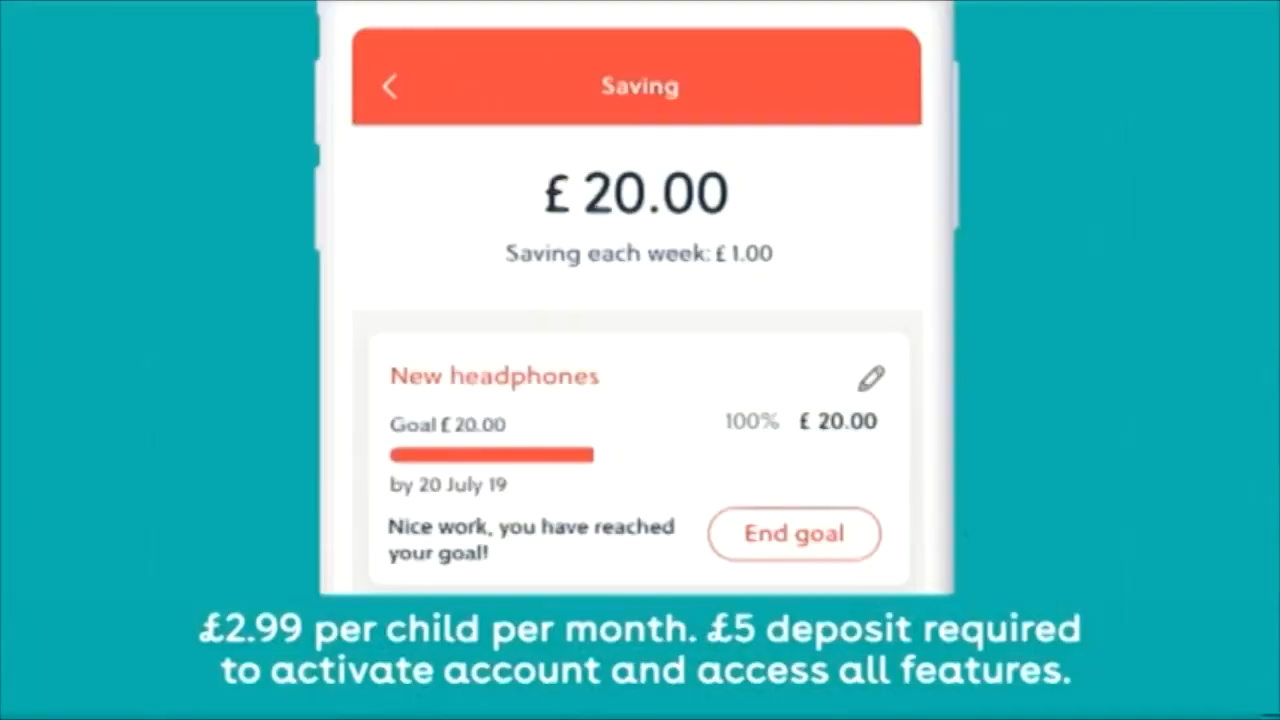 Saving
£ 20.00
Saving each week: £ 1.00
New headphones
Goal £ 20.00
100% £ 20.00
by 20 July 19
Nice work, you have reached
your goal!
End goal
£2.99 per child per month. £5 deposit required
to activate account and access all features.